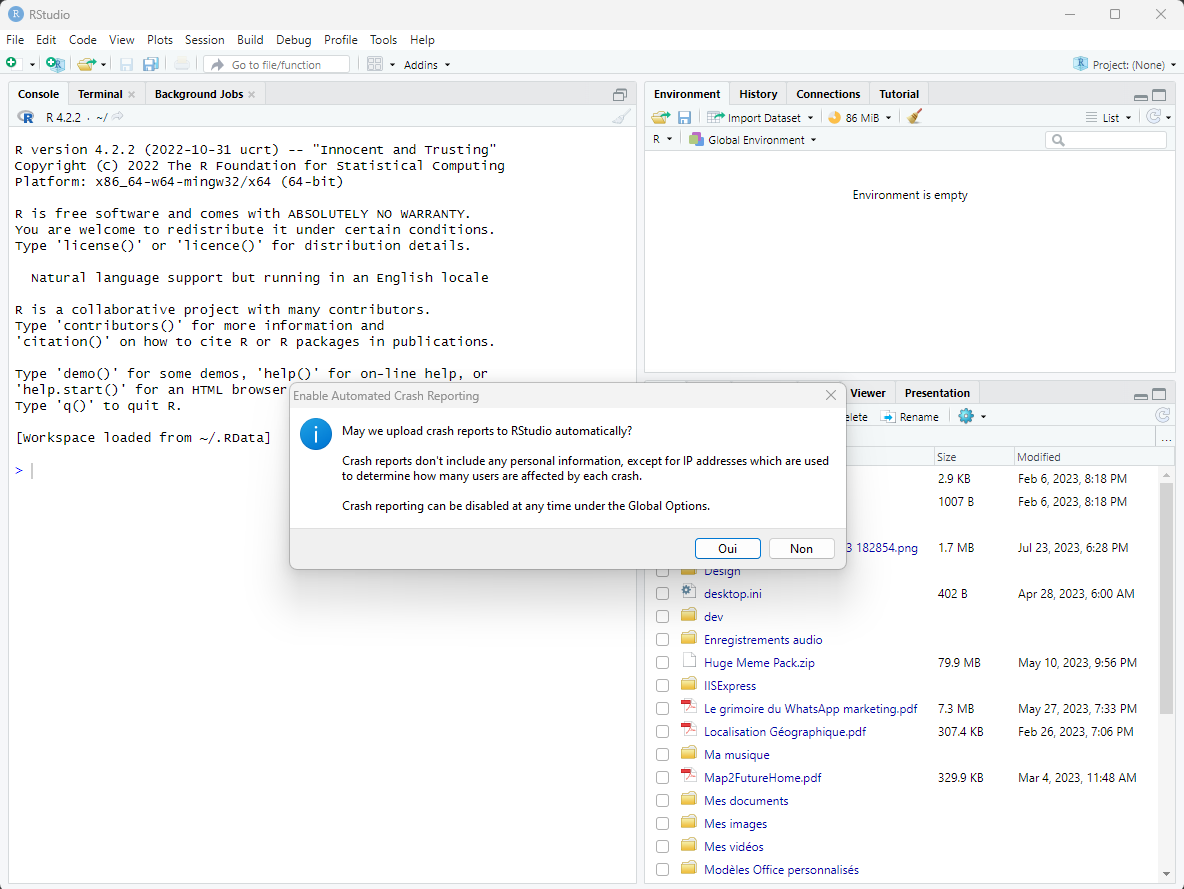 RStudio
File Edit Code View Plots Session Build Debug Profile Tools Help
Go to file/function Addins Project: (None)
Console Terminal Background Jobs
R 4.2.2 · ~/
R version 4.2.2 (2022-10-31 ucrt) -- "Innocent and Trusting"
Copyright (C) 2022 The R Foundation for Statistical Computing
Platform: x86_64-w64-mingw32/x64 (64-bit)
R is free software and comes with ABSOLUTELY NO WARRANTY.
You are welcome to redistribute it under certain conditions.
Type 'license()' or 'licence()' for distribution details.
Natural language support but running in an English locale
R is a collaborative project with many contributors.
Type 'contributors()' for more information and
'citation()' on how to cite R or R packages in publications.
Type 'demo()' for some demos, 'help()' for on-line help, or
'help.start()' for an HTML browser
Type 'q()' to quit R.
[Workspace loaded from ~/.RData]
>
Environment History Connections Tutorial
Import Dataset 86 MiB List
R Global Environment
Environment is empty
Enable Automated Crash Reporting
May we upload crash reports to RStudio automatically?
Crash reports don't include any personal information, except for IP addresses which are used
to determine how many users are affected by each crash.
Crash reporting can be disabled at any time under the Global Options.
Oui Non
Viewer Presentation
elete Rename
...
Size Modified
2.9 KB Feb 6, 2023, 8:18 PM
1007 B Feb 6, 2023, 8:18 PM
3 182854.png 1.7 MB Jul 23, 2023, 6:28 PM
Design
desktop.ini 402 B Apr 28, 2023, 6:00 AM
dev
Enregistrements audio
Huge Meme Pack.zip 79.9 MB May 10, 2023, 9:56 PM
IISExpress
Le grimoire du WhatsApp marketing.pdf 7.3 MB May 27, 2023, 7:33 PM
Localisation Géographique.pdf 307.4 KB Feb 26, 2023, 7:06 PM
Ma musique
Map2FutureHome.pdf 329.9 KB Mar 4, 2023, 11:48 AM
Mes documents
Mes images
Mes vidéos
Modèles Office personnalisés